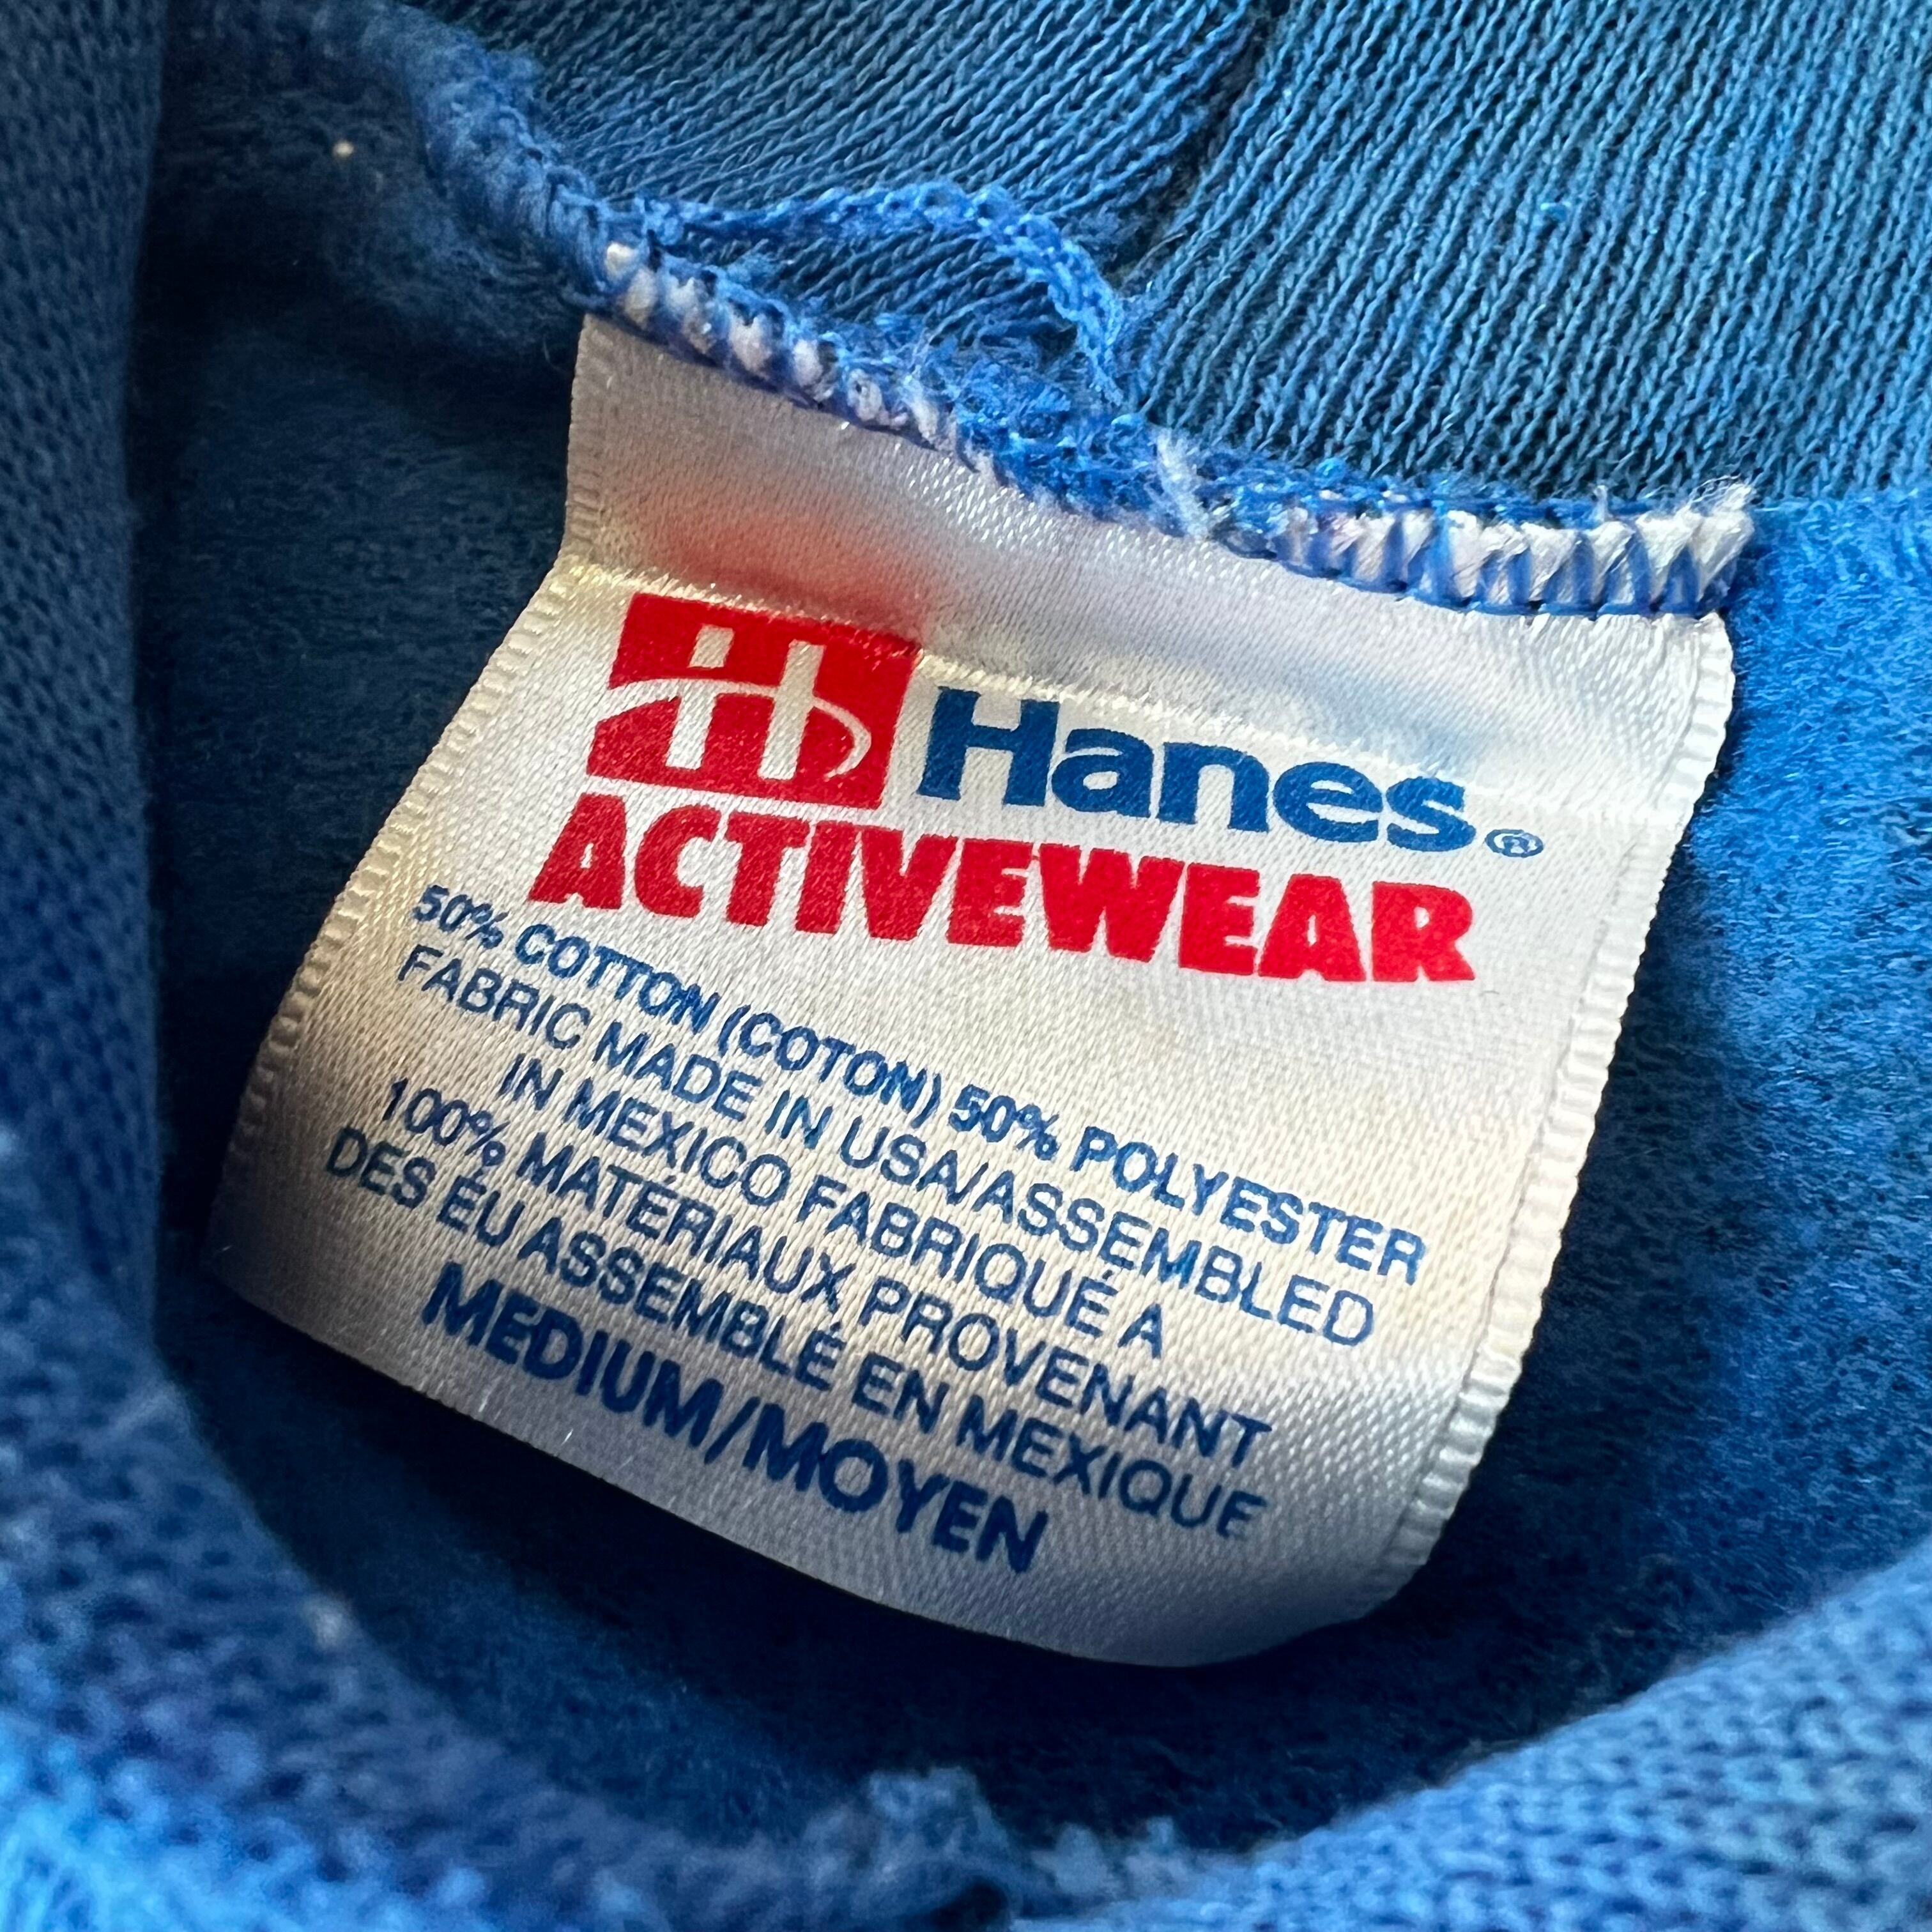 Hanes®
ACTIVEWEAR
50% COTTON (COTON) 50% POLYESTER
FABRIC MADE IN USA/ASSEMBLED
IN MEXICO FABRIQUÉ A
100% MATÉRIAUX PROVENANT
DES ÉU ASSEMBLÉ EN MEXIQUE
MEDIUM/MOYEN